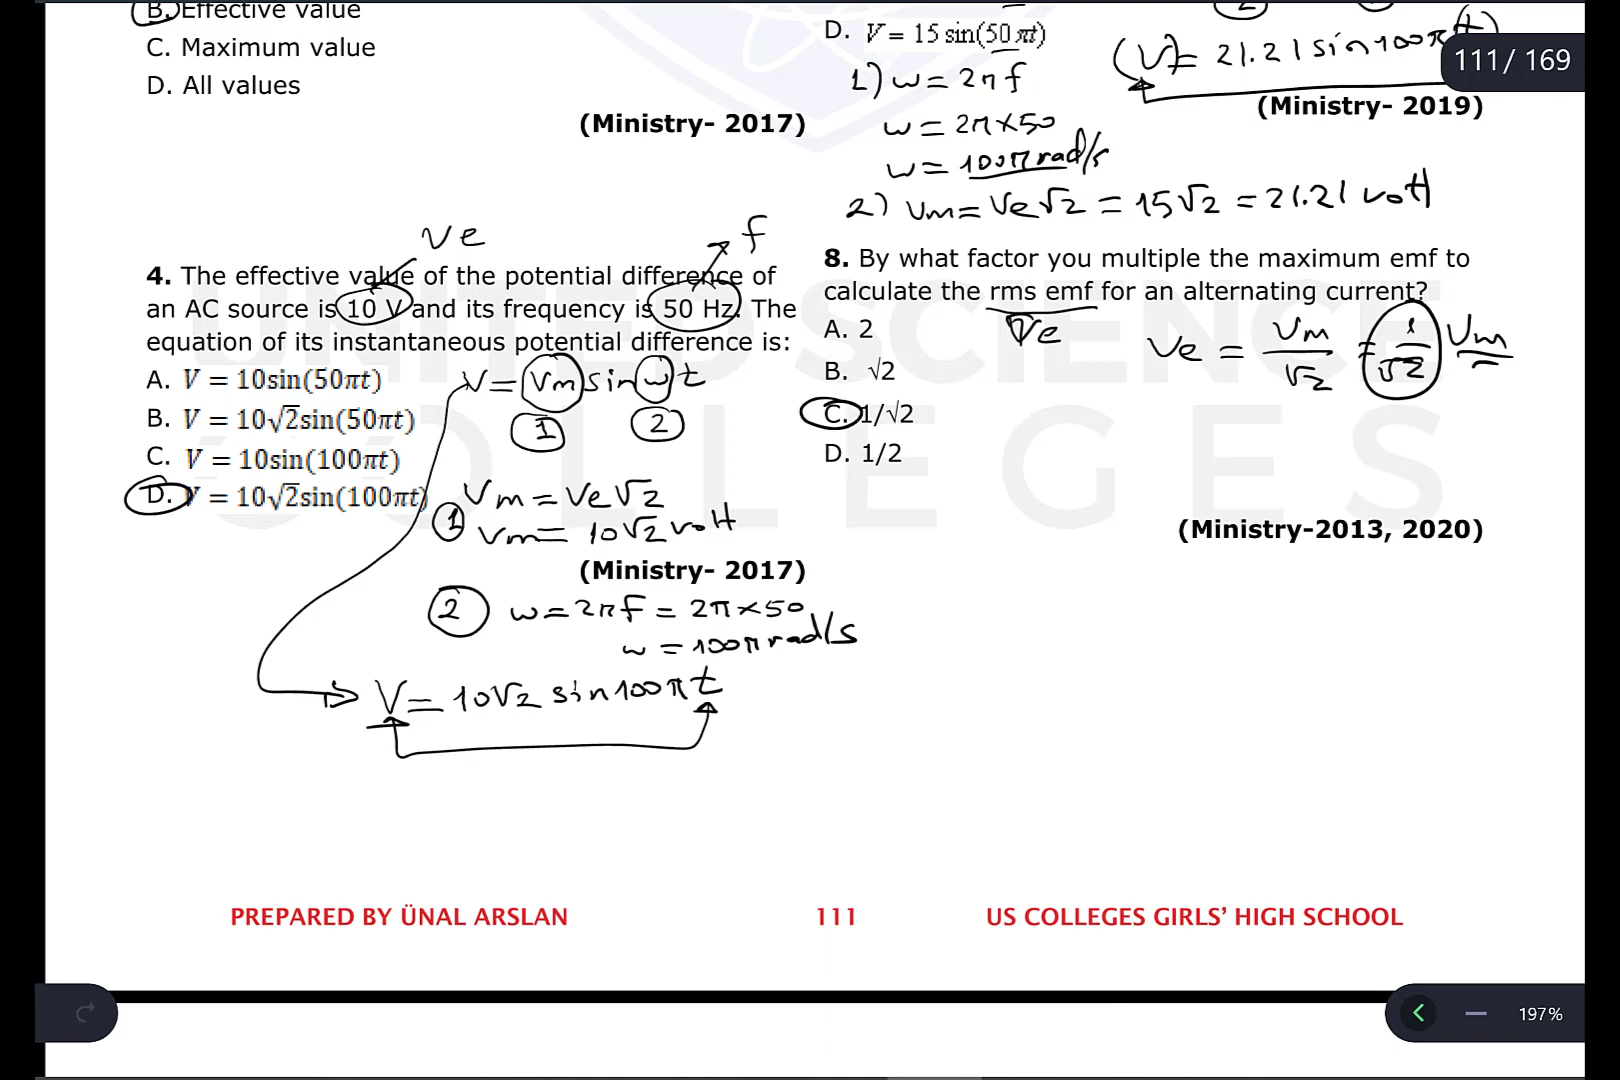 B. Effective value
C. Maximum value
D. All values
(Ministry- 2017)
Ve
f
4. The effective value of the potential difference of
an AC source is 10 V and its frequency is 50 Hz. The
equation of its instantaneous potential difference is:
A. V = 10sin(50πt)
B. V = 10√2sin(50πt)
C. V = 10sin(100πt)
D. V = 10√2sin(100πt)
V = Vm sin w t
1
2
Vm = Ve√2
1 Vm = 10√2 volt
(Ministry- 2017)
2 w = 2πf = 2π×50
w = 100π rad/s
V = 10√2 sin100πt
D. V = 15 sin(50 πt)
V = 21.21 sin100πt
(Ministry- 2019)
1) w = 2πf
w = 2π×50
w = 100π rad/s
2) Vm = Ve√2 = 15√2 = 21.21 volt
8. By what factor you multiple the maximum emf to
calculate the rms emf for an alternating current?
Ve
A. 2
B. √2
C. 1/√2
D. 1/2
Ve = Vm/√2 = 1/√2 Vm
(Ministry-2013, 2020)
UNITED SCIENCE
COLLEGES
PREPARED BY ÜNAL ARSLAN
111
US COLLEGES GIRLS' HIGH SCHOOL
111/ 169
197%